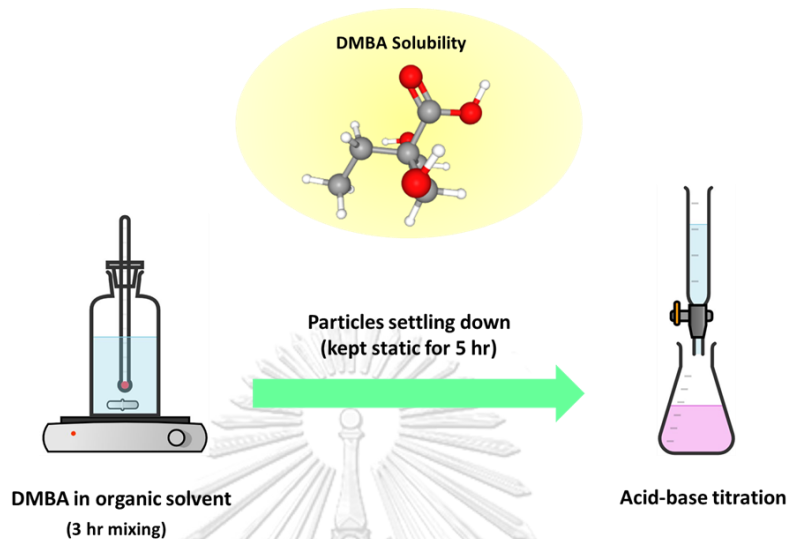 DMBA Solubility
Particles settling down
(kept static for 5 hr)
DMBA in organic solvent
(3 hr mixing)
Acid-base titration